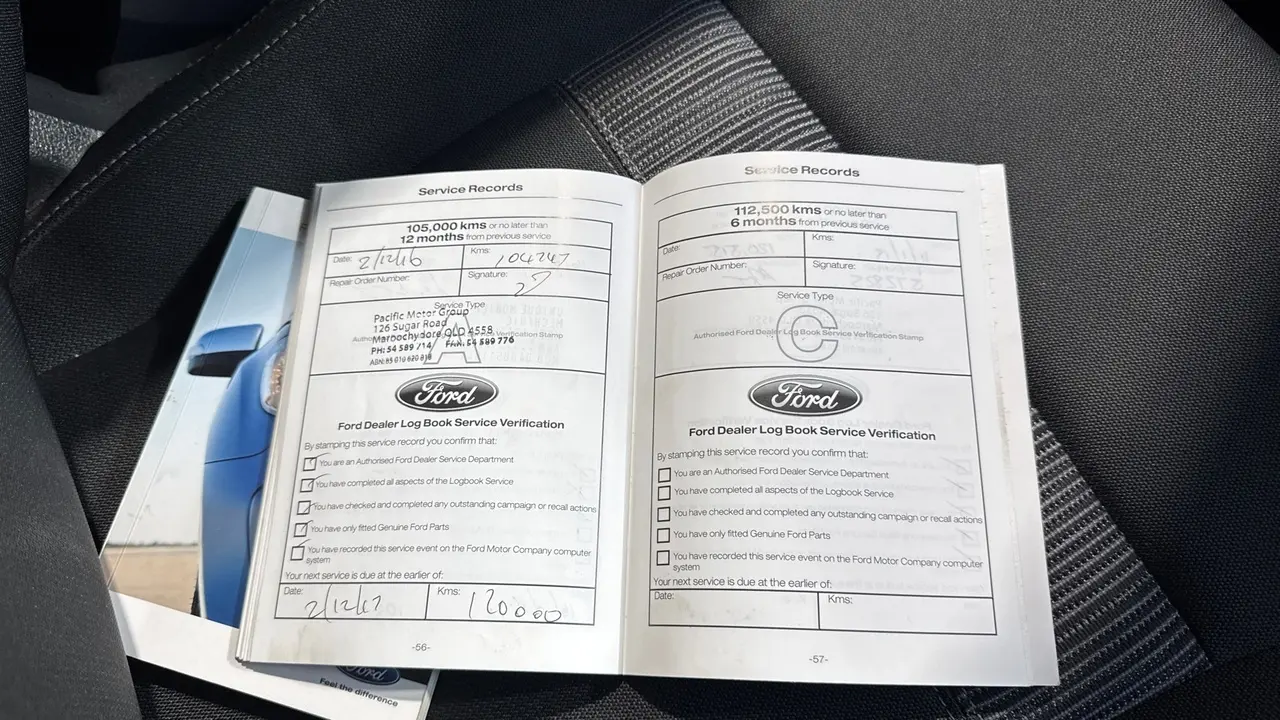 Service Records
105,000 kms or no later than
12 months from previous service
Date: 2/12/16 Kms: 104747
Repair Order Number: Signature:
Service Type
A
Pacific Motor Group
126 Sugar Road
Maroochydore QLD 4558
PH: 54 589 714 FAX: 54 589 776
Ford
Ford Dealer Log Book Service Verification
By stamping this service record you confirm that:
You are an Authorised Ford Dealer Service Department
You have completed all aspects of the Logbook Service
You have checked and completed any outstanding campaign or recall actions
You have only fitted Genuine Ford Parts
You have recorded this service event on the Ford Motor Company computer
system
Your next service is due at the earlier of:
Date: 2/12/17 Kms: 120000
-56-
Service Records
112,500 kms or no later than
6 months from previous service
Date: Kms:
Repair Order Number: Signature:
Service Type
C
Authorised Ford Dealer Log Book Service Verification Stamp
Ford
Ford Dealer Log Book Service Verification
By stamping this service record you confirm that:
You are an Authorised Ford Dealer Service Department
You have completed all aspects of the Logbook Service
You have checked and completed any outstanding campaign or recall actions
You have only fitted Genuine Ford Parts
You have recorded this service event on the Ford Motor Company computer
system
Your next service is due at the earlier of:
Date: Kms:
-57-
Ford
Feel the difference